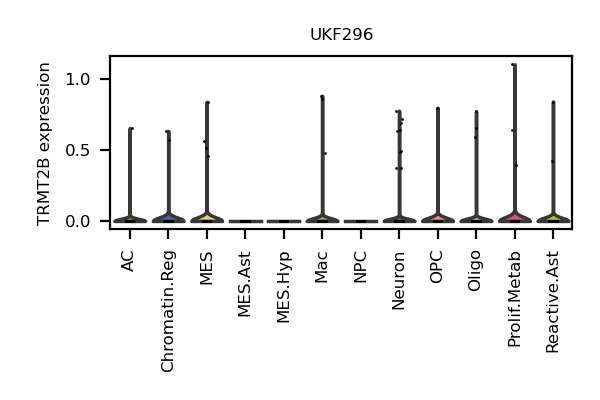 UKF296
TRMT2B expression
1.0
0.5
0.0
AC
Chromatin.Reg
MES
MES.Ast
MES.Hyp
Mac
NPC
Neuron
OPC
Oligo
Prolif.Metab
Reactive.Ast